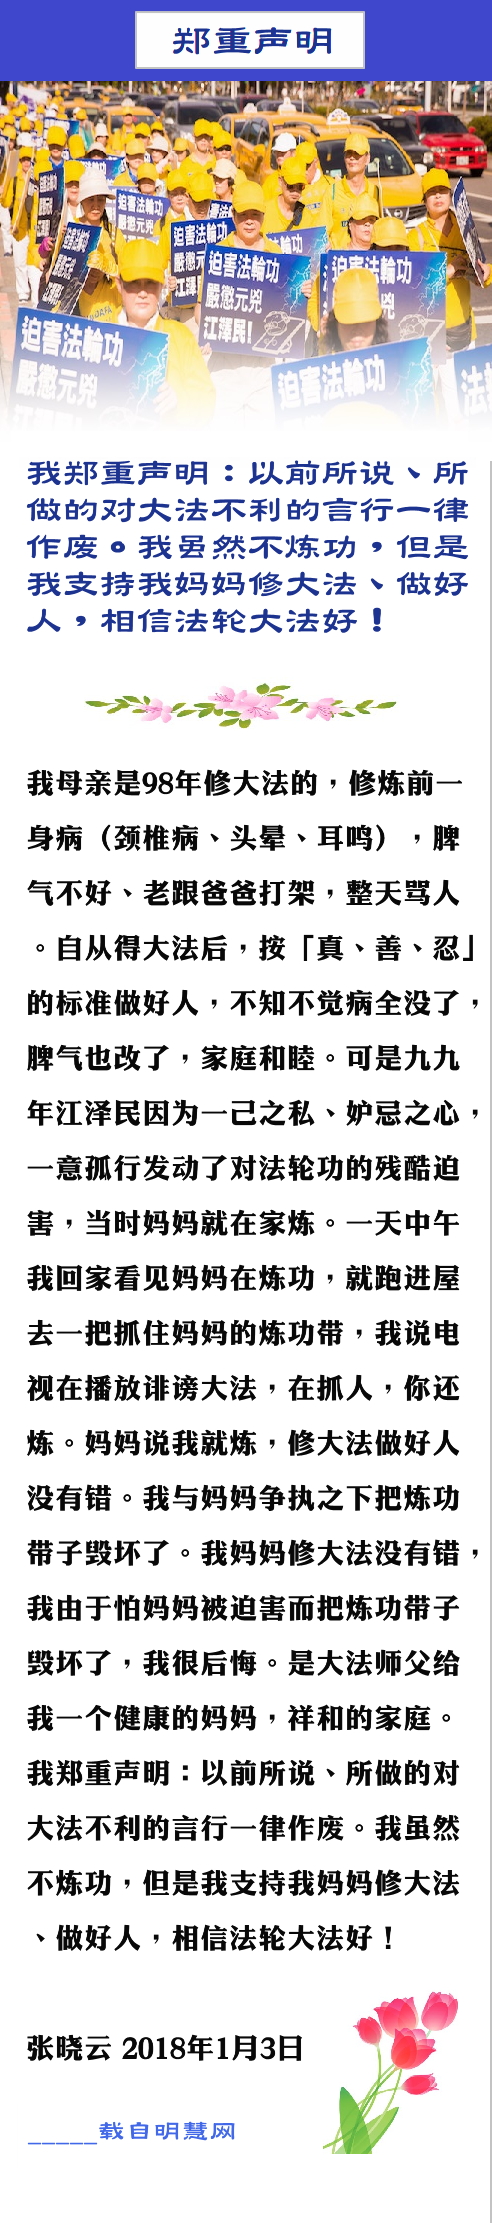 郑重声明
迫害法輪功
嚴懲元兇
江澤民!
迫害法輪功
嚴懲元兇
迫害法輪功
迫害法輪功
嚴懲元兇
迫害法輪功
我郑重声明：以前所说、所
做的对大法不利的言行一律
作废。我虽然不炼功，但是
我支持我妈妈修大法、做好
人，相信法轮大法好！
我母亲是98年修大法的，修炼前一
身病（颈椎病、头晕、耳鸣），脾
气不好、老跟爸爸打架，整天骂人
。自从得大法后，按「真、善、忍」
的标准做好人，不知不觉病全没了，
脾气也改了，家庭和睦。可是九九
年江泽民因为一己之私、妒忌之心，
一意孤行发动了对法轮功的残酷迫
害，当时妈妈就在家炼。一天中午
我回家看见妈妈在炼功，就跑进屋
去一把抓住妈妈的炼功带，我说电
视在播放诽谤大法，在抓人，你还
炼。妈妈说我就炼，修大法做好人
没有错。我与妈妈争执之下把炼功
带子毁坏了。我妈妈修大法没有错，
我由于怕妈妈被迫害而把炼功带子
毁坏了，我很后悔。是大法师父给
我一个健康的妈妈，祥和的家庭。
我郑重声明：以前所说、所做的对
大法不利的言行一律作废。我虽然
不炼功，但是我支持我妈妈修大法
、做好人，相信法轮大法好！
张晓云 2018年1月3日
_____载自明慧网